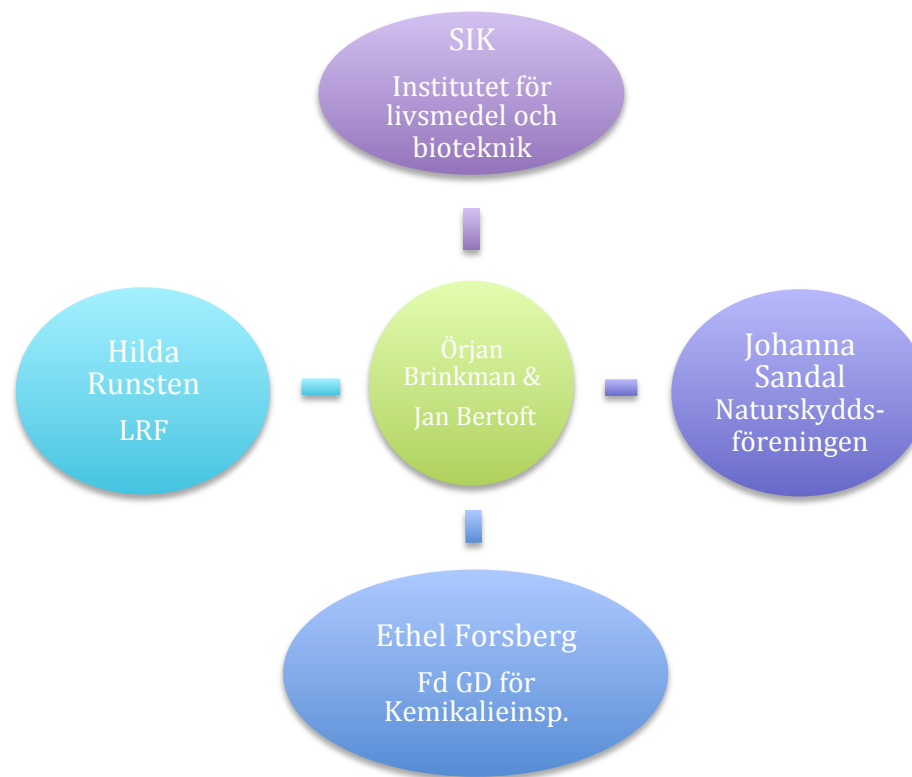 SIK
Institutet för
livsmedel och
bioteknik
Hilda
Runsten
LRF
Örjan
Brinkman &
Jan Bertoft
Johanna
Sandal
Naturskydds-
föreningen
Ethel Forsberg
Fd GD för
Kemikalieinsp.